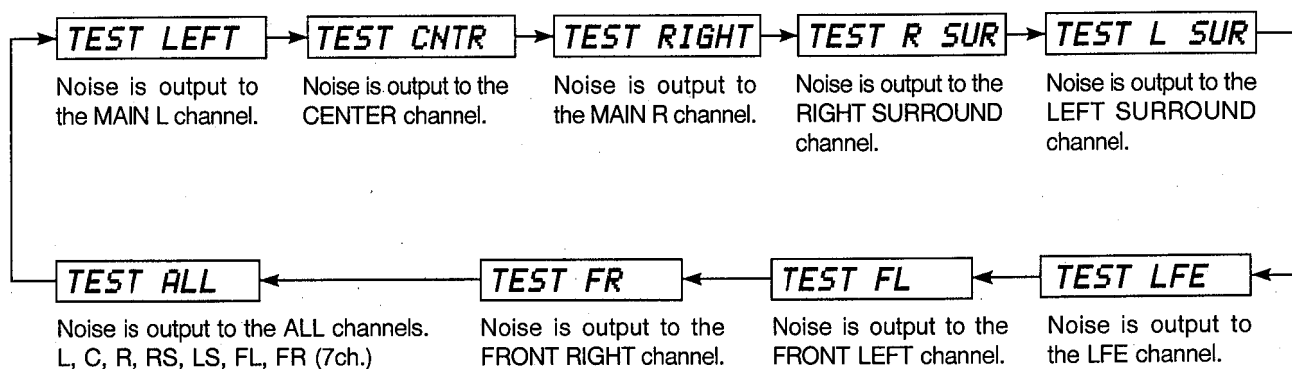 TEST LEFT
TEST CNTR
TEST RIGHT
TEST R SUR
TEST L SUR
Noise is output to
the MAIN L channel.
Noise is output to the
CENTER channel.
Noise is output to
the MAIN R channel.
Noise is output to the
RIGHT SURROUND
channel.
Noise is output to the
LEFT SURROUND
channel.
TEST ALL
TEST FR
TEST FL
TEST LFE
Noise is output to the ALL channels.
L, C, R, RS, LS, FL, FR (7ch.)
Noise is output to the
FRONT RIGHT channel.
Noise is output to the
FRONT LEFT channel.
Noise is output to
the LFE channel.